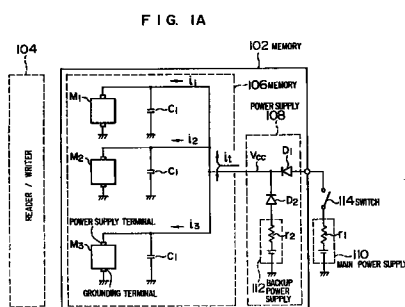 FIG. 1A
104
READER / WRITER
102 MEMORY
106 MEMORY
POWER SUPPLY
108
M1
i1
C1
M2
i2
C1
it
VCC
D1
D2
114 SWITCH
i3
POWER SUPPLY TERMINAL
M3
C1
GROUNDING TERMINAL
r2
r1
110
MAIN POWER SUPPLY
112 BACKUP
POWER
SUPPLY